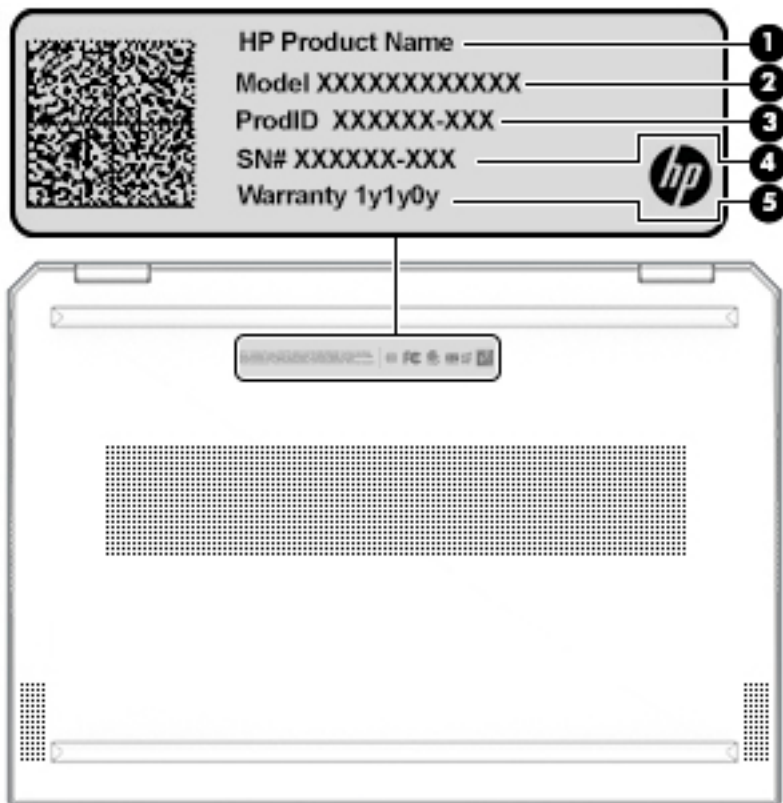 HP Product Name 1
Model XXXXXXXXXXXX 2
ProdID XXXXXX-XXX 3
SN# XXXXXX-XXX 4
hp
Warranty 1y1y0y 5
FC